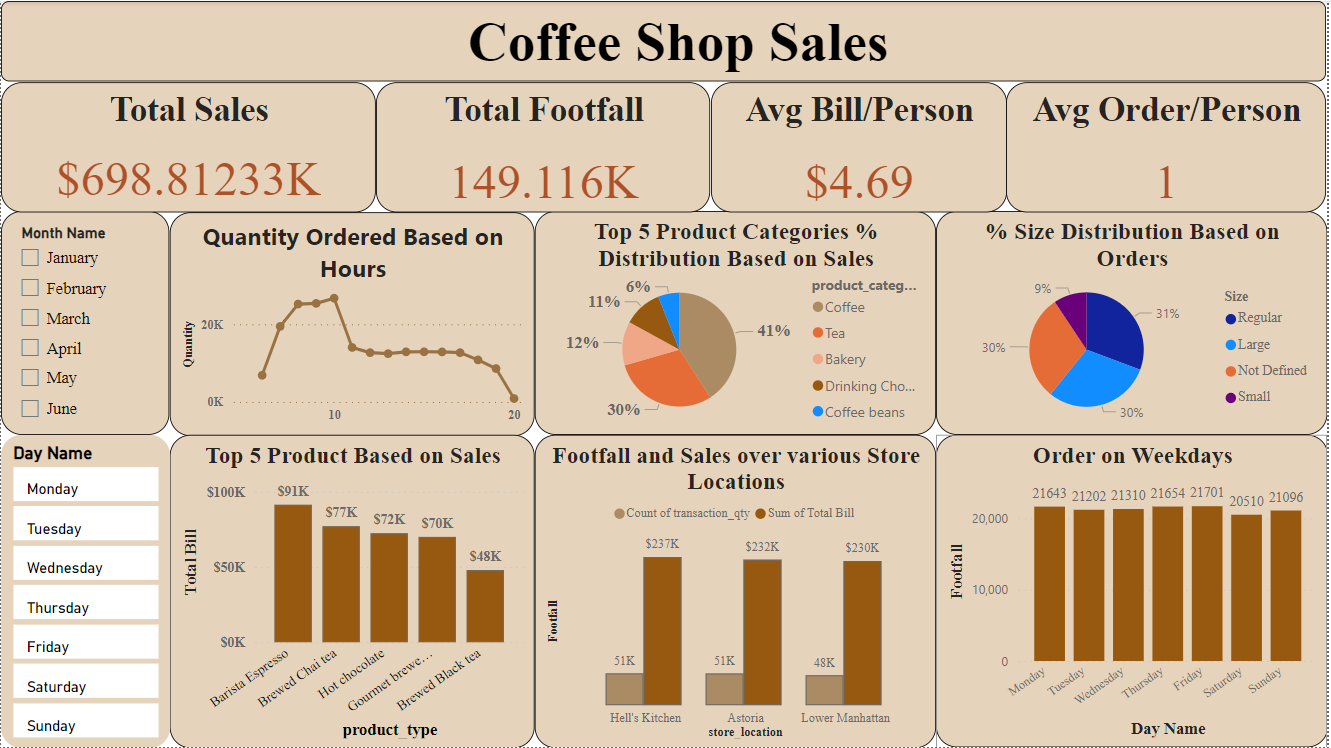 Coffee Shop Sales
Total Sales
$698.81233K
Total Footfall
149.116K
Avg Bill/Person
$4.69
Avg Order/Person
1
Month Name
January
February
March
April
May
June
Quantity Ordered Based on
Hours
Quantity
20K
0K
10
20
Top 5 Product Categories %
Distribution Based on Sales
6%
11%
12%
30%
41%
product_categ...
Coffee
Tea
Bakery
Drinking Cho...
Coffee beans
% Size Distribution Based on
Orders
9%
31%
30%
30%
Size
Regular
Large
Not Defined
Small
Day Name
Monday
Tuesday
Wednesday
Thursday
Friday
Saturday
Sunday
Top 5 Product Based on Sales
Total Bill
$100K
$50K
$0K
$91K
$77K
$72K
$70K
$48K
Barista Espresso
Brewed Chai tea
Hot chocolate
Gourmet brewe...
Brewed Black tea
product_type
Footfall and Sales over various Store
Locations
Count of transaction_qty
Sum of Total Bill
Footfall
51K
$237K
51K
$232K
48K
$230K
Hell's Kitchen
Astoria
Lower Manhattan
store_location
Order on Weekdays
Footfall
20,000
10,000
0
21643
21202
21310
21654
21701
20510
21096
Monday
Tuesday
Wednesday
Thursday
Friday
Saturday
Sunday
Day Name